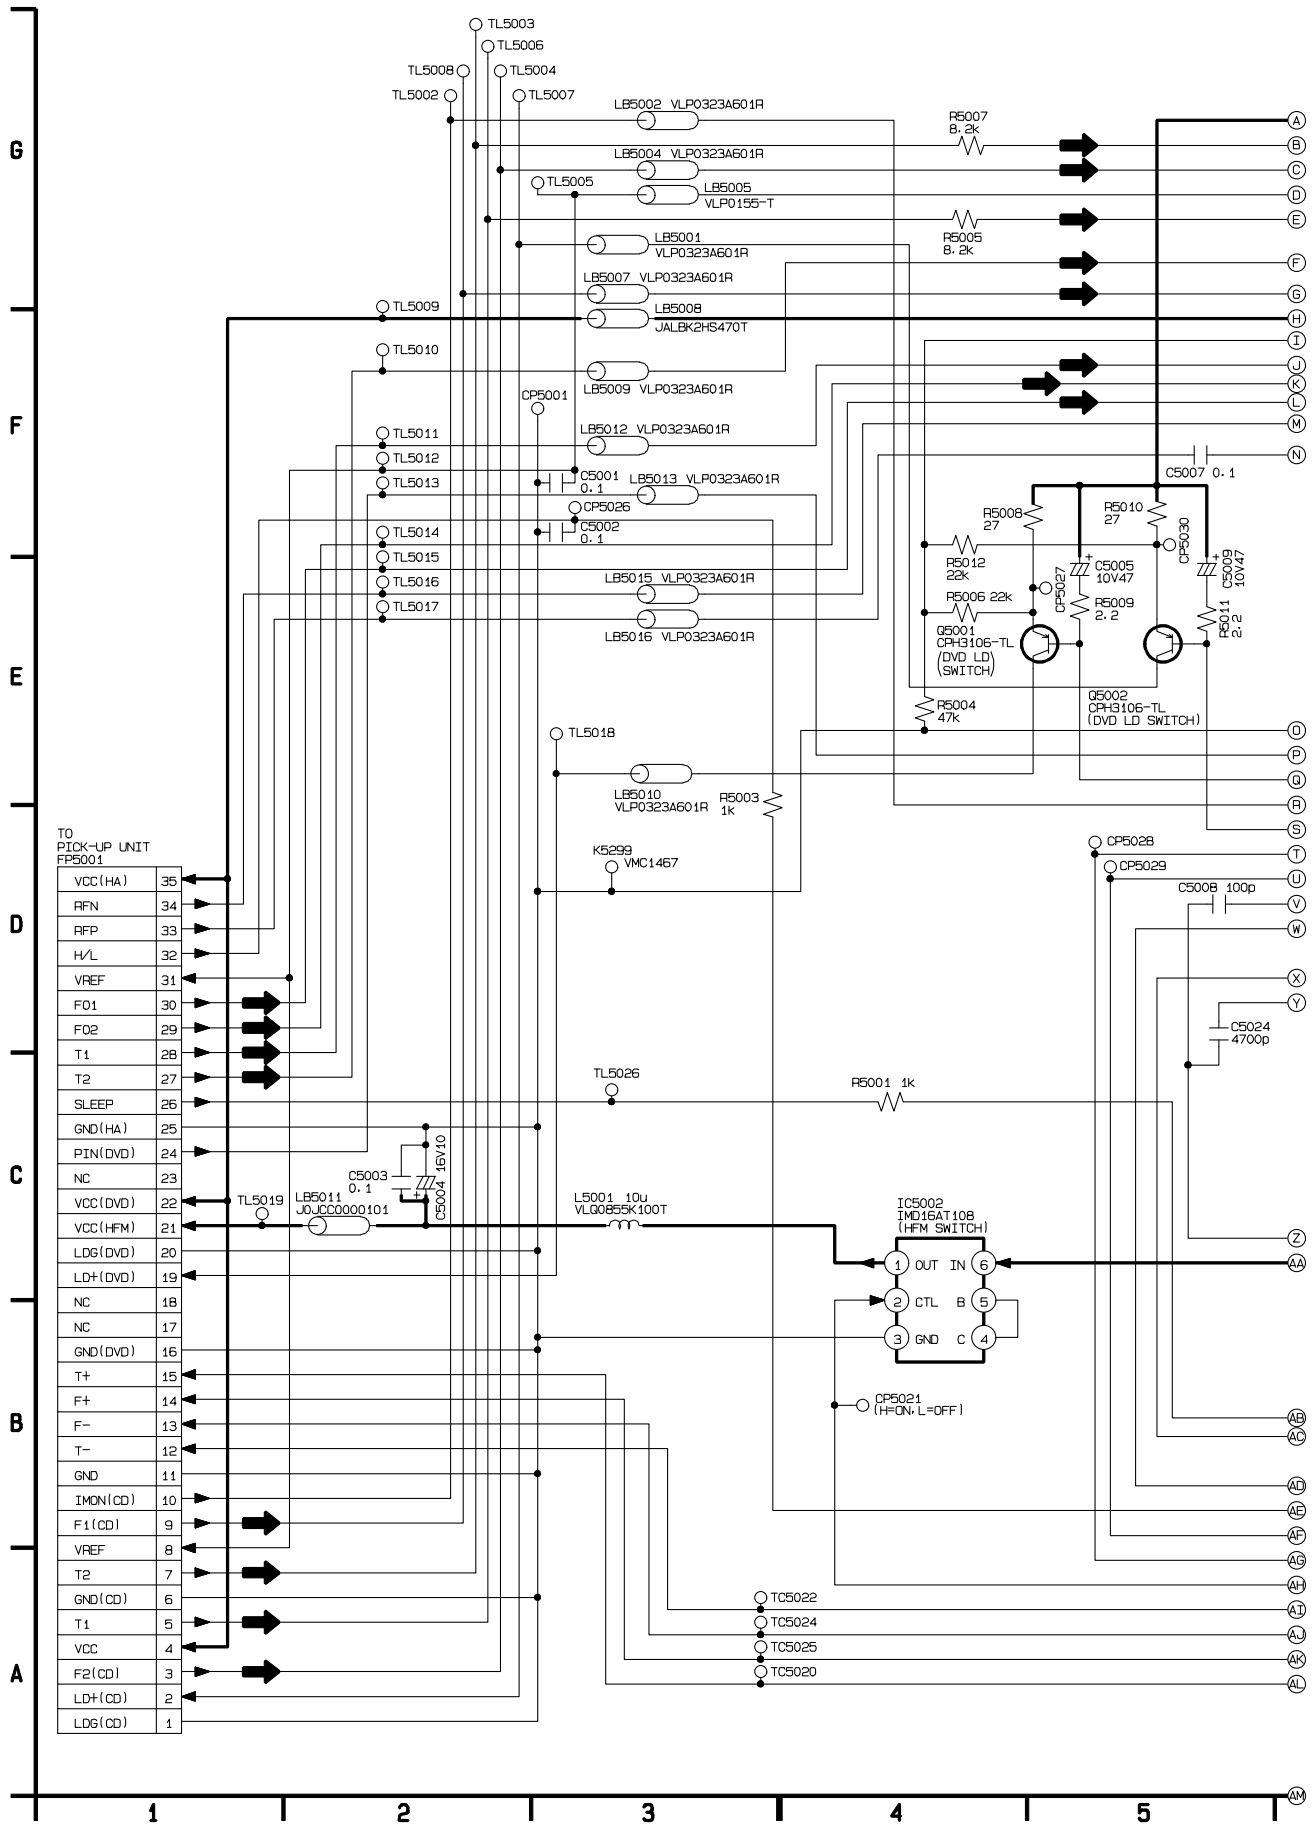 TL5003
TL5006
TL5008
TL5004
TL5002
TL5007
LB5002 VLP0323A601R
R5007
8.2k
A
B
G
LB5004 VLP0323A601R
C
TL5005
LB5005
VLP0155-T
D
E
R5005
8.2k
LB5001
VLP0323A601R
F
LB5007 VLP0323A601R
G
TL5009
LB5008
JALBK2HS470T
H
I
TL5010
J
K
LB5009 VLP0323A601R
CP5001
L
F
TL5011
LB5012 VLP0323A601R
M
TL5012
N
C5007 0.1
TL5013
C5001
0.1
LB5013 VLP0323A601R
CP5026
R5008
27
R5010
27
TL5014
C5002
0.1
CP5030
TL5015
R5012
22k
CP5027
C5005
10V47
C5009
10V47
TL5016
LB5015 VLP0323A601R
R5006 22k
R5009
2.2
R5011
2.2
TL5017
LB5016 VLP0323A601R
Q5001
CPH3106-TL
(DVD LD
SWITCH)
E
Q5002
CPH3106-TL
(DVD LD SWITCH)
R5004
47k
TL5018
O
P
Q
LB5010
VLP0323A601R
R5003
1k
R
S
TO
PICK-UP UNIT
FP5001
K5299
VMC1467
CP5028
T
CP5029
U
VCC(HA) 35
C5008 100p
V
RFN 34
D
RFP 33
W
H/L 32
VREF 31
X
FO1 30
Y
FO2 29
C5024
4700p
T1 28
T2 27
TL5026
R5001 1k
SLEEP 26
GND(HA) 25
PIN(DVD) 24
C
NC 23
C5003
0.1
C5004 16V10
VCC(DVD) 22
TL5019
LB5011
J0JCC0000101
L5001 10u
VLQ0855K100T
IC5002
IMD16AT108
(HFM SWITCH)
VCC(HFM) 21
Z
LDG(DVD) 20
1 OUT IN 6
AA
LD+(DVD) 19
NC 18
2 CTL B 5
NC 17
3 GND C 4
GND(DVD) 16
T+ 15
F+ 14
CP5021
(H=ON,L=OFF)
B
F- 13
AB
T- 12
AC
GND 11
IMON(CD) 10
AD
F1(CD) 9
AE
VREF 8
AF
T2 7
AG
GND(CD) 6
AH
TC5022
AI
T1 5
TC5024
AJ
VCC 4
TC5025
AK
A
F2(CD) 3
TC5020
AL
LD+(CD) 2
LDG(CD) 1
AM
1 2 3 4 5